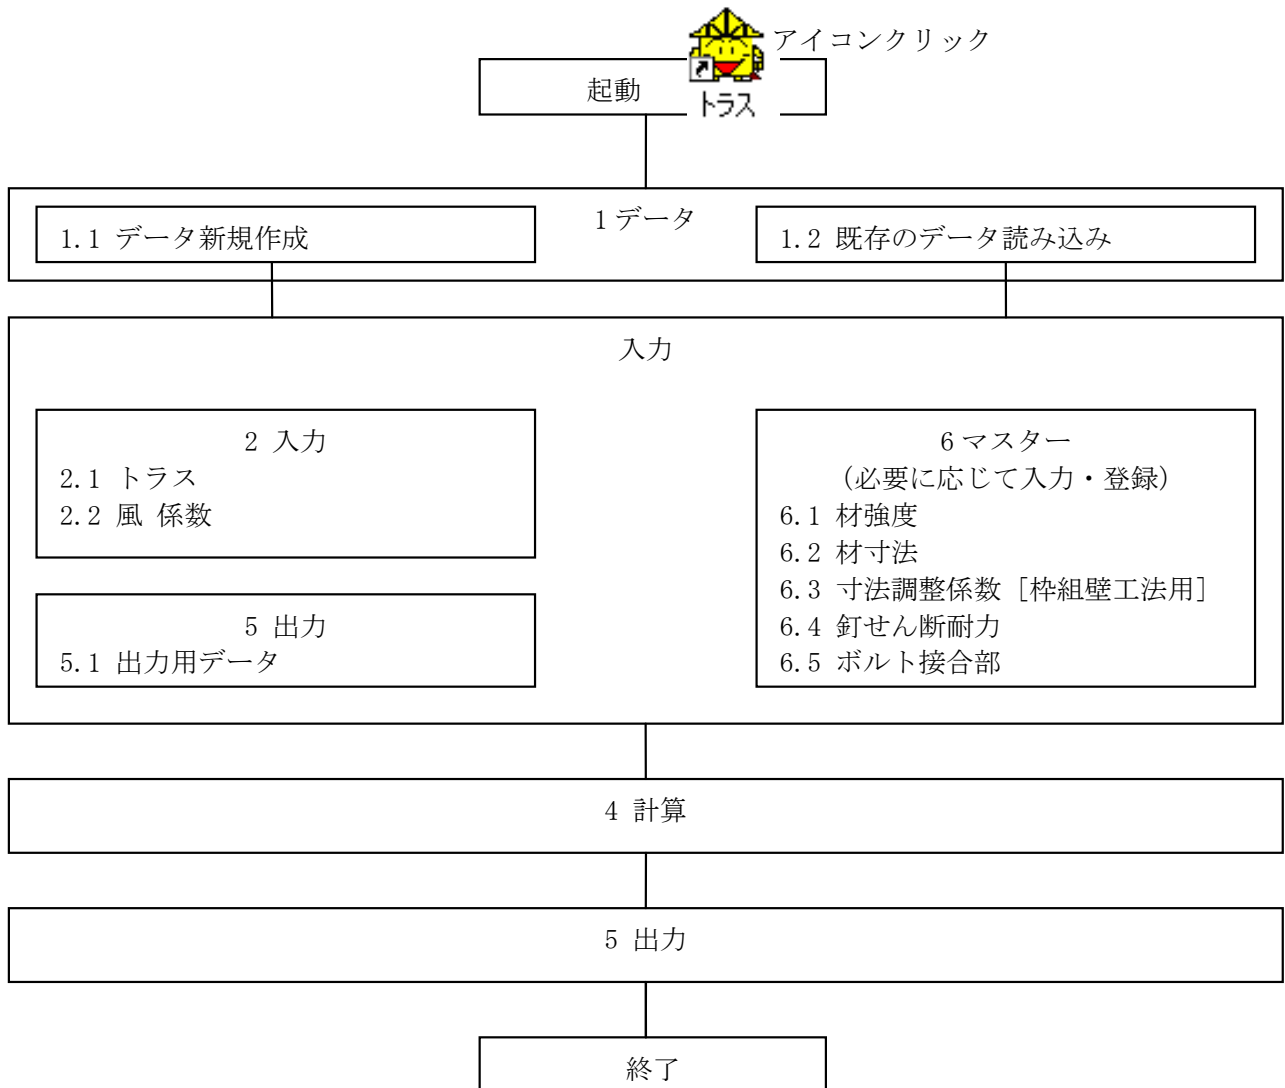 アイコンクリック
起動
トラス
1 データ
1.1 データ新規作成
1.2 既存のデータ読み込み
入力
2 入力
2.1 トラス
2.2 風 係数
5 出力
5.1 出力用データ
6 マスター
(必要に応じて入力・登録)
6.1 材強度
6.2 材寸法
6.3 寸法調整係数［枠組壁工法用］
6.4 釘せん断耐力
6.5 ボルト接合部
4 計算
5 出力
終了